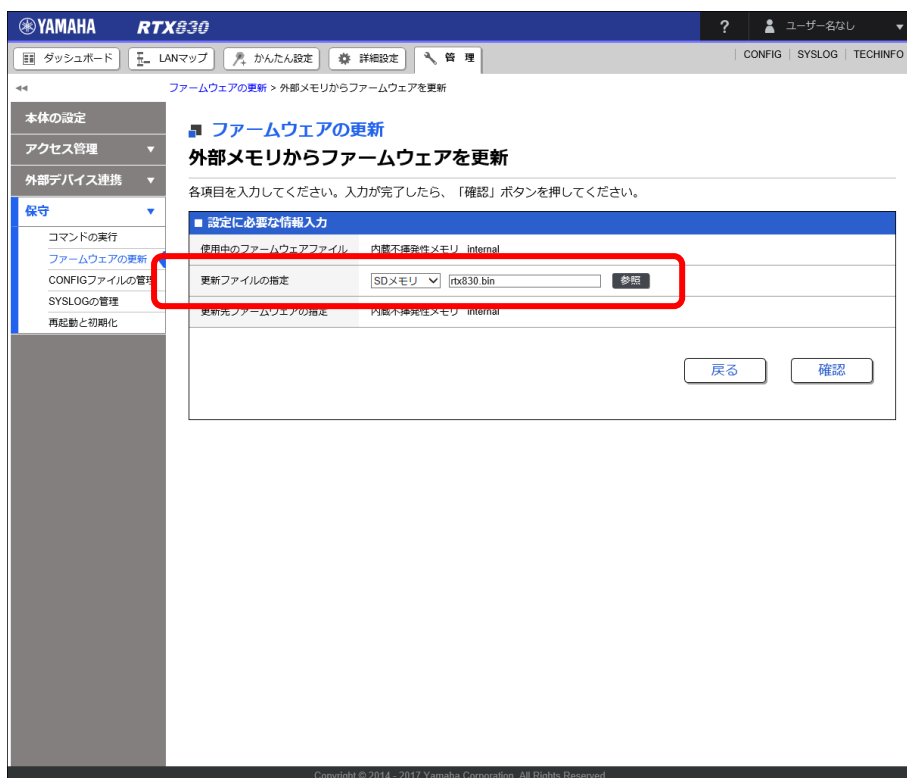 YAMAHA RTX830 ? ユーザー名なし ▼
ダッシュボード LANマップ かんたん設定 詳細設定 管 理 CONFIG | SYSLOG | TECHINFO
ファームウェアの更新 > 外部メモリからファームウェアを更新
本体の設定
アクセス管理 ▼
外部デバイス連携 ▼
保守 ▼
コマンドの実行
ファームウェアの更新
CONFIGファイルの管理
SYSLOGの管理
再起動と初期化
ファームウェアの更新
外部メモリからファームウェアを更新
各項目を入力してください。入力が完了したら、「確認」ボタンを押してください。
■ 設定に必要な情報入力
使用中のファームウェアファイル 内蔵不揮発性メモリ internal
更新ファイルの指定 SDメモリ rtx830.bin 参照
更新先ファームウェアの指定 内蔵不揮発性メモリ internal
戻る 確認
Copyright © 2014 - 2017 Yamaha Corporation. All Rights Reserved.